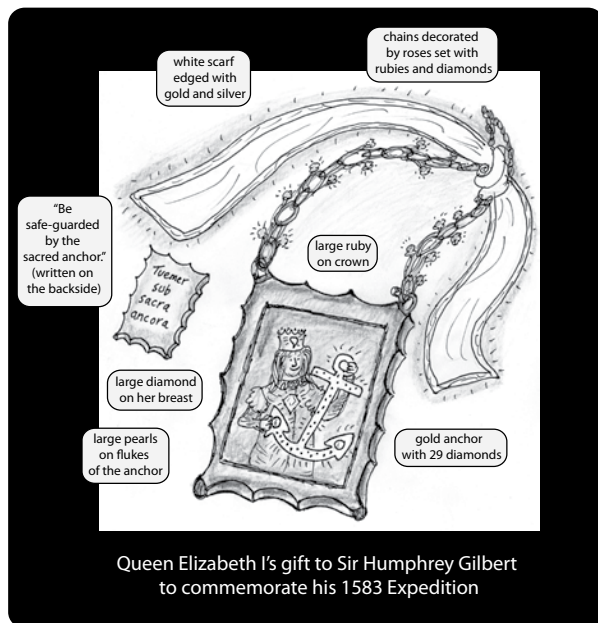 white scarf
edged with
gold and silver
chains decorated
by roses set with
rubies and diamonds
“Be
safe-guarded
by the
sacred anchor.”
(written on
the backside)
large ruby
on crown
Tuemer
sub
sacra
ancora
large diamond
on her breast
large pearls
on flukes
of the anchor
gold anchor
with 29 diamonds
Queen Elizabeth I’s gift to Sir Humphrey Gilbert
to commemorate his 1583 Expedition